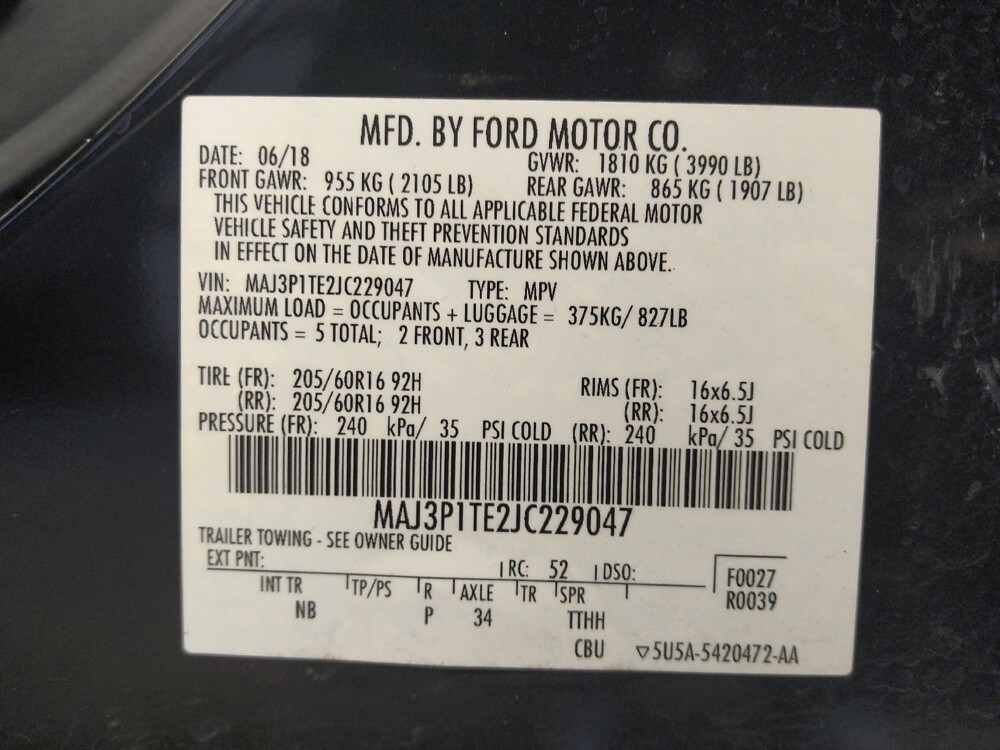 MFD. BY FORD MOTOR CO.
DATE: 06/18 GVWR: 1810 KG ( 3990 LB)
FRONT GAWR: 955 KG ( 2105 LB) REAR GAWR: 865 KG ( 1907 LB)
THIS VEHICLE CONFORMS TO ALL APPLICABLE FEDERAL MOTOR
VEHICLE SAFETY AND THEFT PREVENTION STANDARDS
IN EFFECT ON THE DATE OF MANUFACTURE SHOWN ABOVE.
VIN: MAJ3P1TE2JC229047 TYPE: MPV
MAXIMUM LOAD = OCCUPANTS + LUGGAGE = 375KG/ 827LB
OCCUPANTS = 5 TOTAL; 2 FRONT, 3 REAR
TIRE (FR): 205/60R16 92H RIMS (FR): 16x6.5J
(RR): 205/60R16 92H (RR): 16x6.5J
PRESSURE (FR): 240 kPa/ 35 PSI COLD (RR): 240 kPa/ 35 PSI COLD
MAJ3P1TE2JC229047
TRAILER TOWING - SEE OWNER GUIDE
EXT PNT: RC: 52 DSO: F0027
INT TR TP/PS R AXLE TR SPR R0039
NB P 34 TTHH
CBU ▽5U5A-5420472-AA